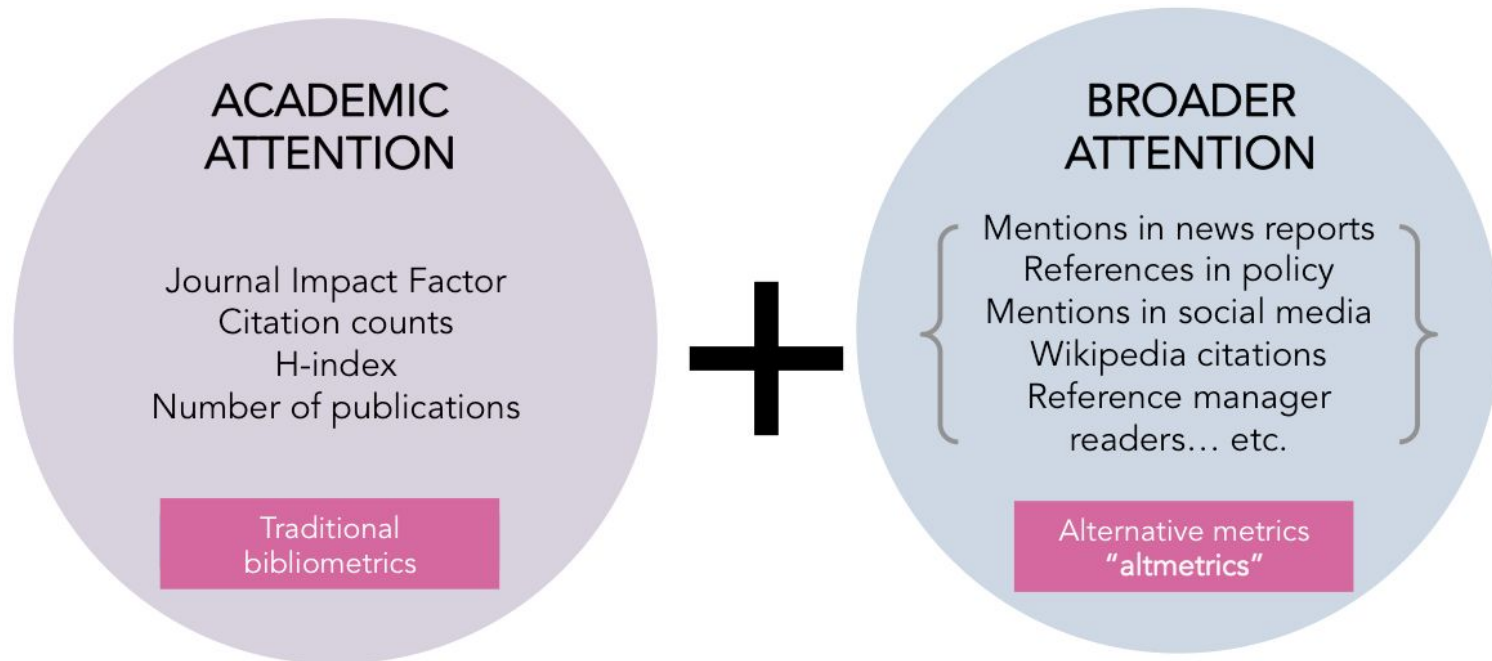 ACADEMIC
ATTENTION
Journal Impact Factor
Citation counts
H-index
Number of publications
Traditional
bibliometrics
BROADER
ATTENTION
Mentions in news reports
References in policy
Mentions in social media
Wikipedia citations
Reference manager
readers... etc.
Alternative metrics
"altmetrics"